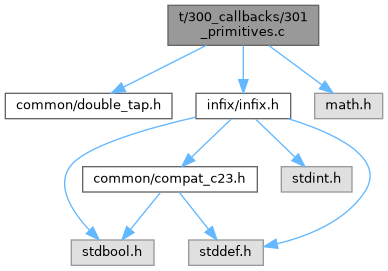 t/300_callbacks/301
_primitives.c
common/double_tap.h
infix/infix.h
math.h
common/compat_c23.h
stdint.h
stdbool.h
stddef.h